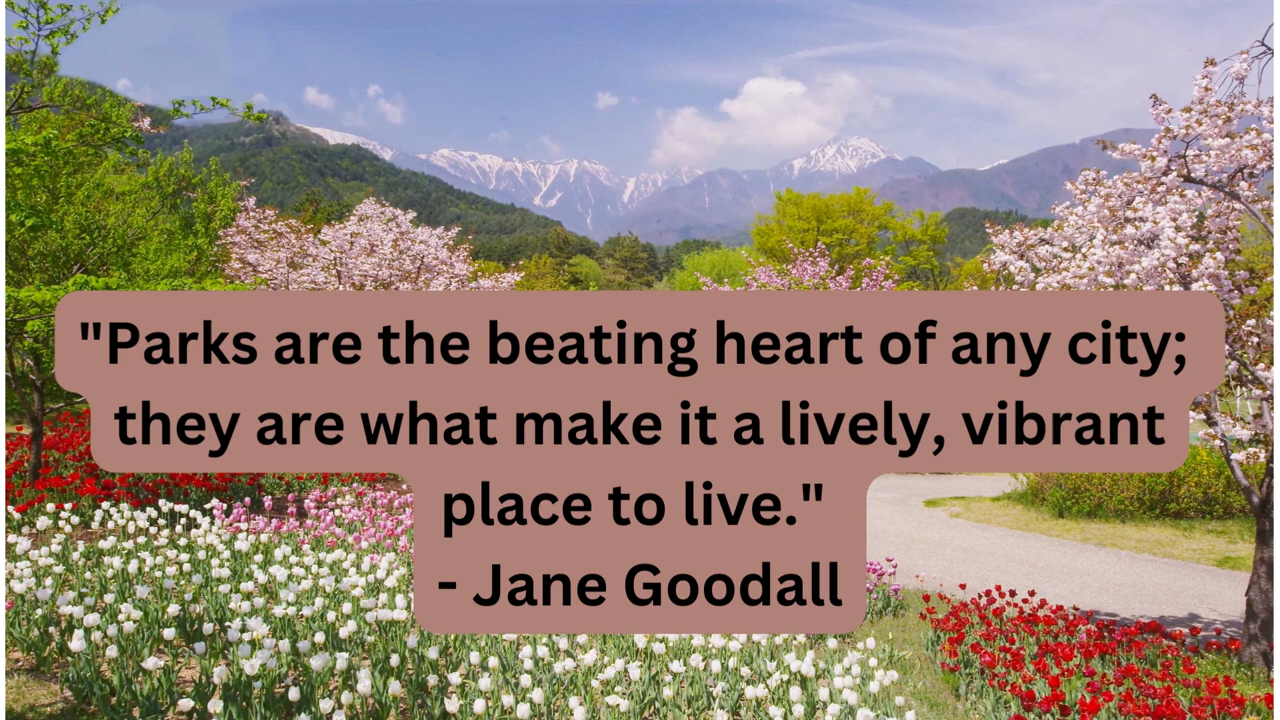 "Parks are the beating heart of any city;
they are what make it a lively, vibrant
place to live."
- Jane Goodall